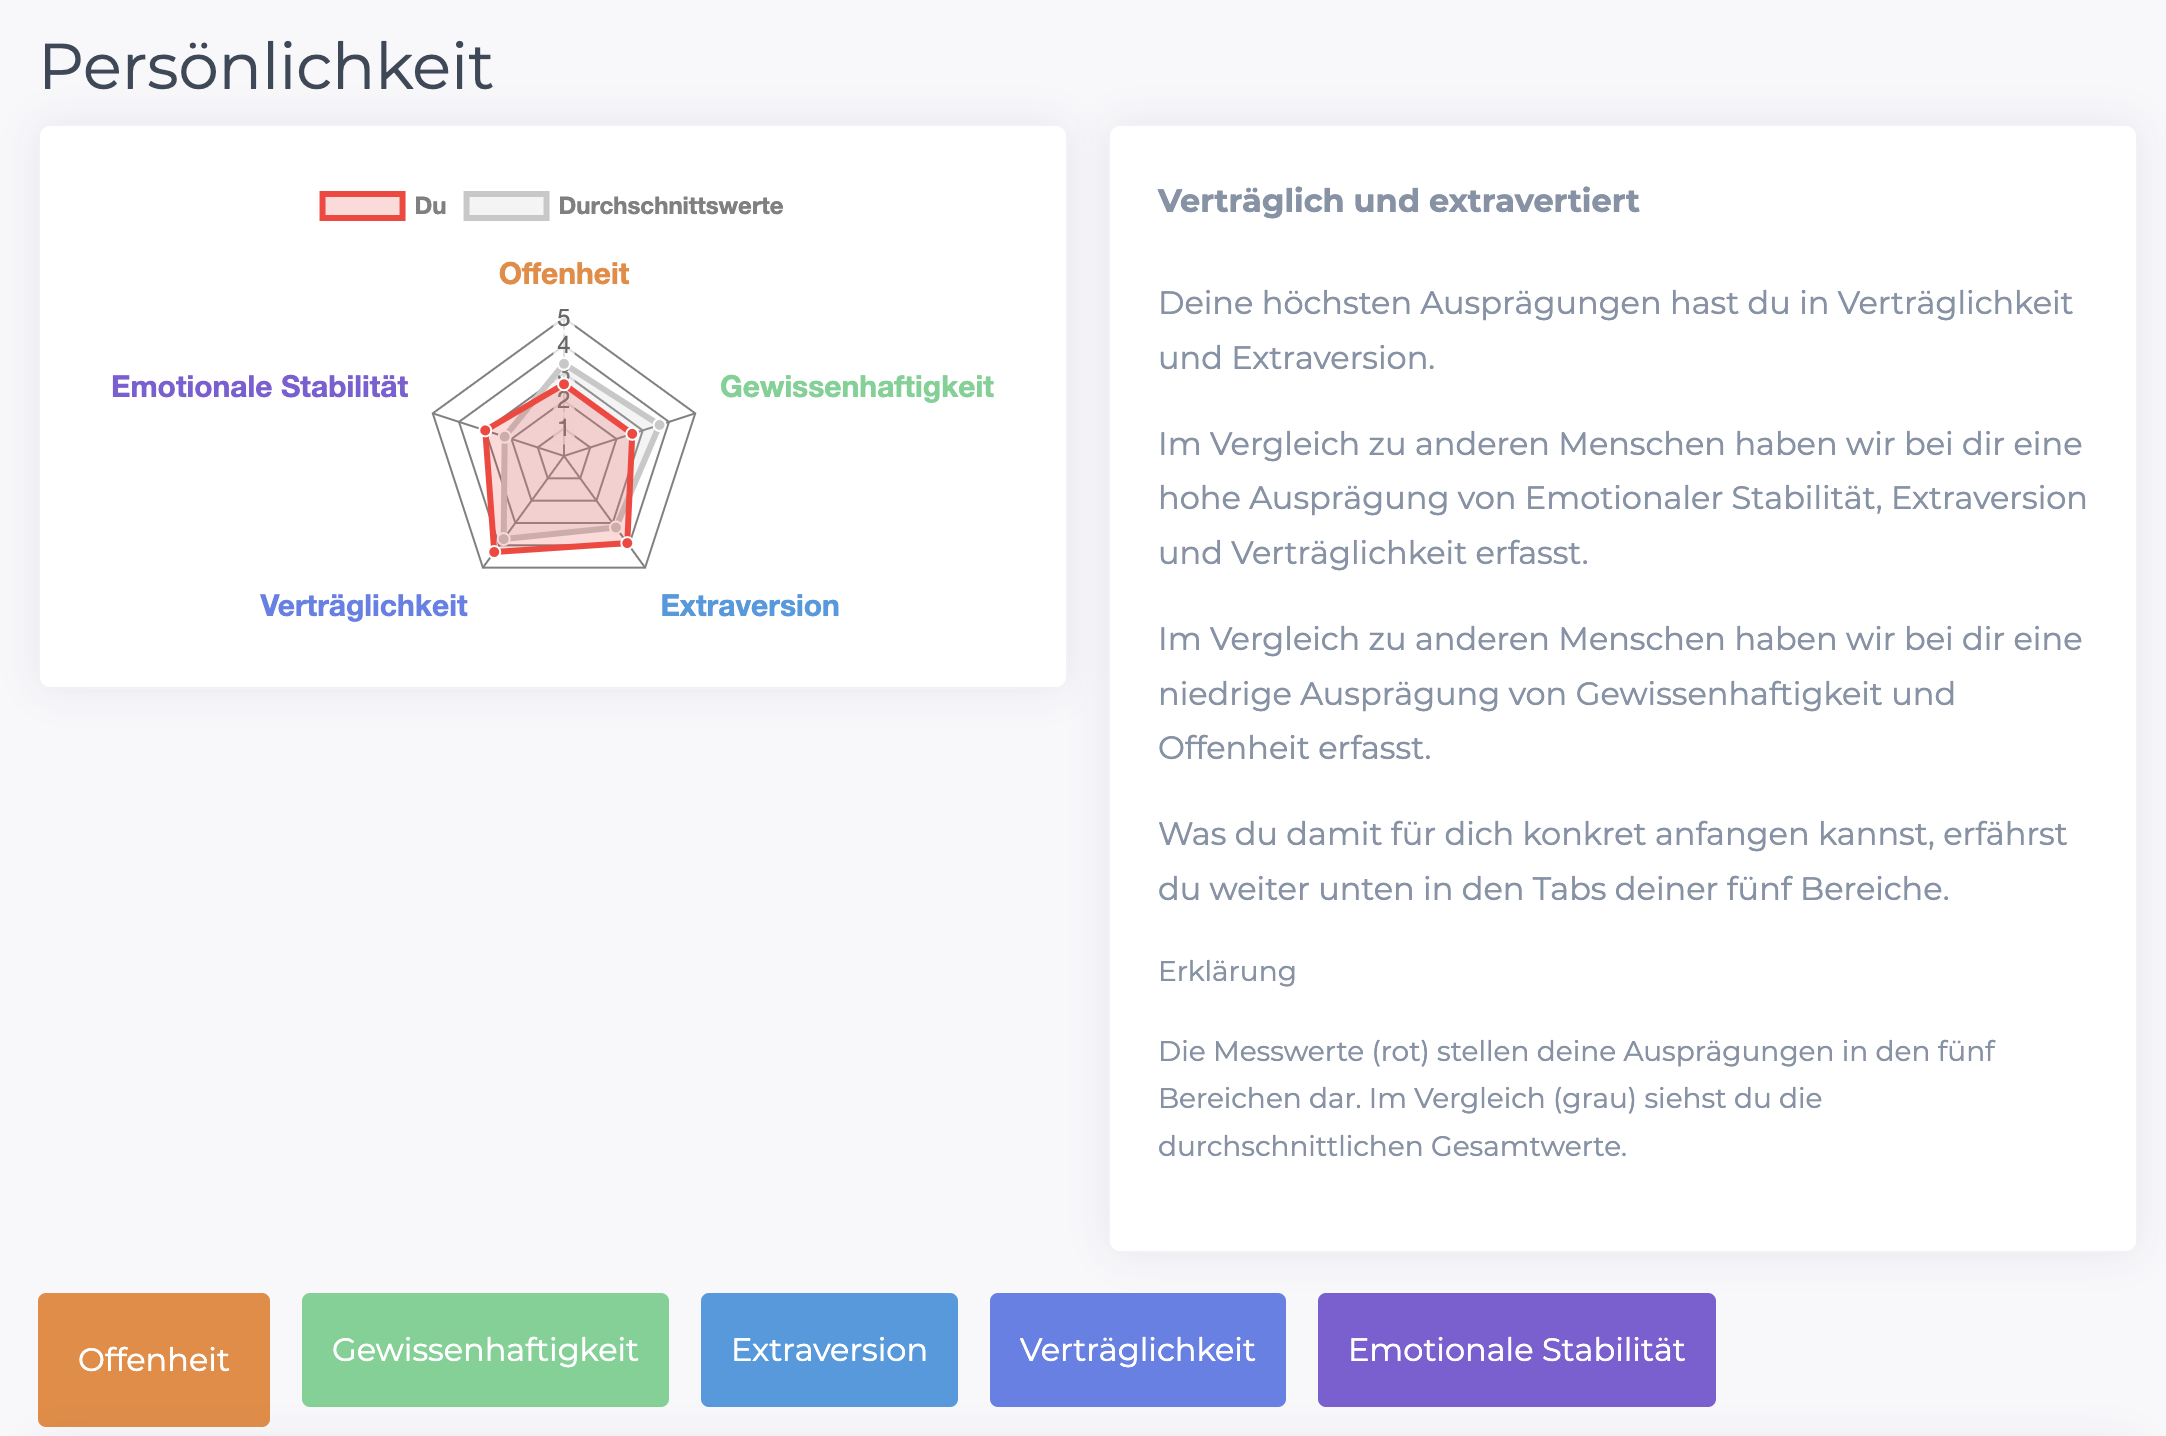 Persönlichkeit
Du
Durchschnittswerte
Offenheit
5
4
3
2
1
Emotionale Stabilität
Gewissenhaftigkeit
Verträglichkeit
Extraversion
Verträglich und extravertiert
Deine höchsten Ausprägungen hast du in Verträglichkeit
und Extraversion.
Im Vergleich zu anderen Menschen haben wir bei dir eine
hohe Ausprägung von Emotionaler Stabilität, Extraversion
und Verträglichkeit erfasst.
Im Vergleich zu anderen Menschen haben wir bei dir eine
niedrige Ausprägung von Gewissenhaftigkeit und
Offenheit erfasst.
Was du damit für dich konkret anfangen kannst, erfährst
du weiter unten in den Tabs deiner fünf Bereiche.
Erklärung
Die Messwerte (rot) stellen deine Ausprägungen in den fünf
Bereichen dar. Im Vergleich (grau) siehst du die
durchschnittlichen Gesamtwerte.
Offenheit
Gewissenhaftigkeit
Extraversion
Verträglichkeit
Emotionale Stabilität